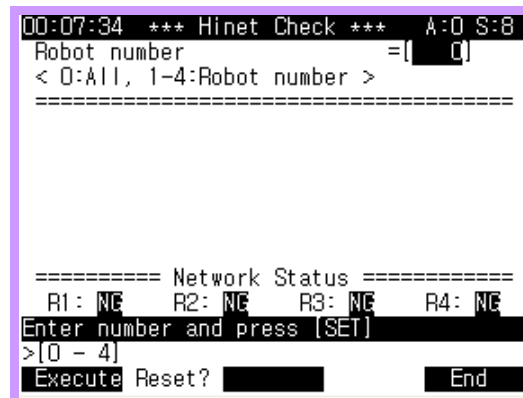 00:07:34 *** Hinet Check *** A:0 S:8
Robot number =[ 0]
< 0:All, 1-4:Robot number >
======================================
========== Network Status ============
R1: NG R2: NG R3: NG R4: NG
Enter number and press [SET]
>[0 - 4]
Execute Reset? End